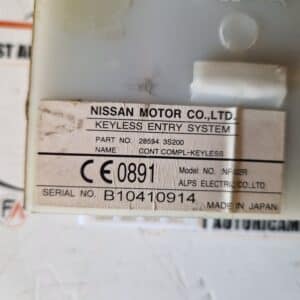 NISSAN MOTOR CO.,LTD.
KEYLESS ENTRY SYSTEM
PART NO. 28594 3S200
NAME CONT COMPL-KEYLESS
CE 0891 Model NO.
ALPS ELECTRIC CO.,LTD
SERIAL NO. B10410914 MADE IN JAPAN